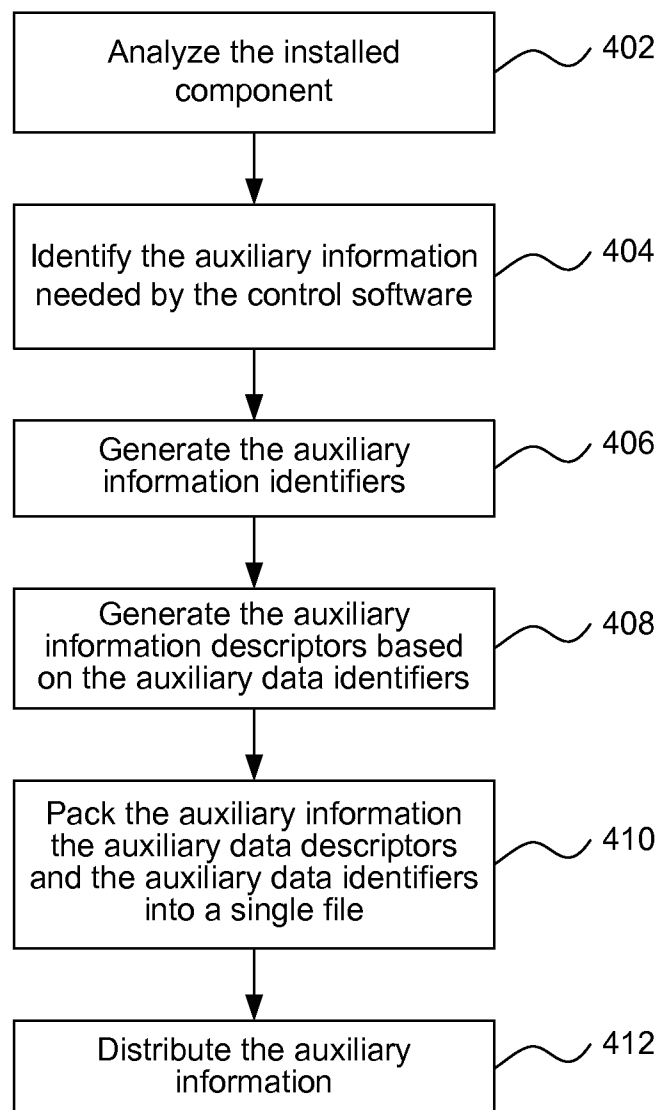 Analyze the installed
component
402
Identify the auxiliary information
needed by the control software
404
Generate the auxiliary
information identifiers
406
Generate the auxiliary
information descriptors based
on the auxiliary data identifiers
408
Pack the auxiliary information
the auxiliary data descriptors
and the auxiliary data identifiers
into a single file
410
Distribute the auxiliary
information
412